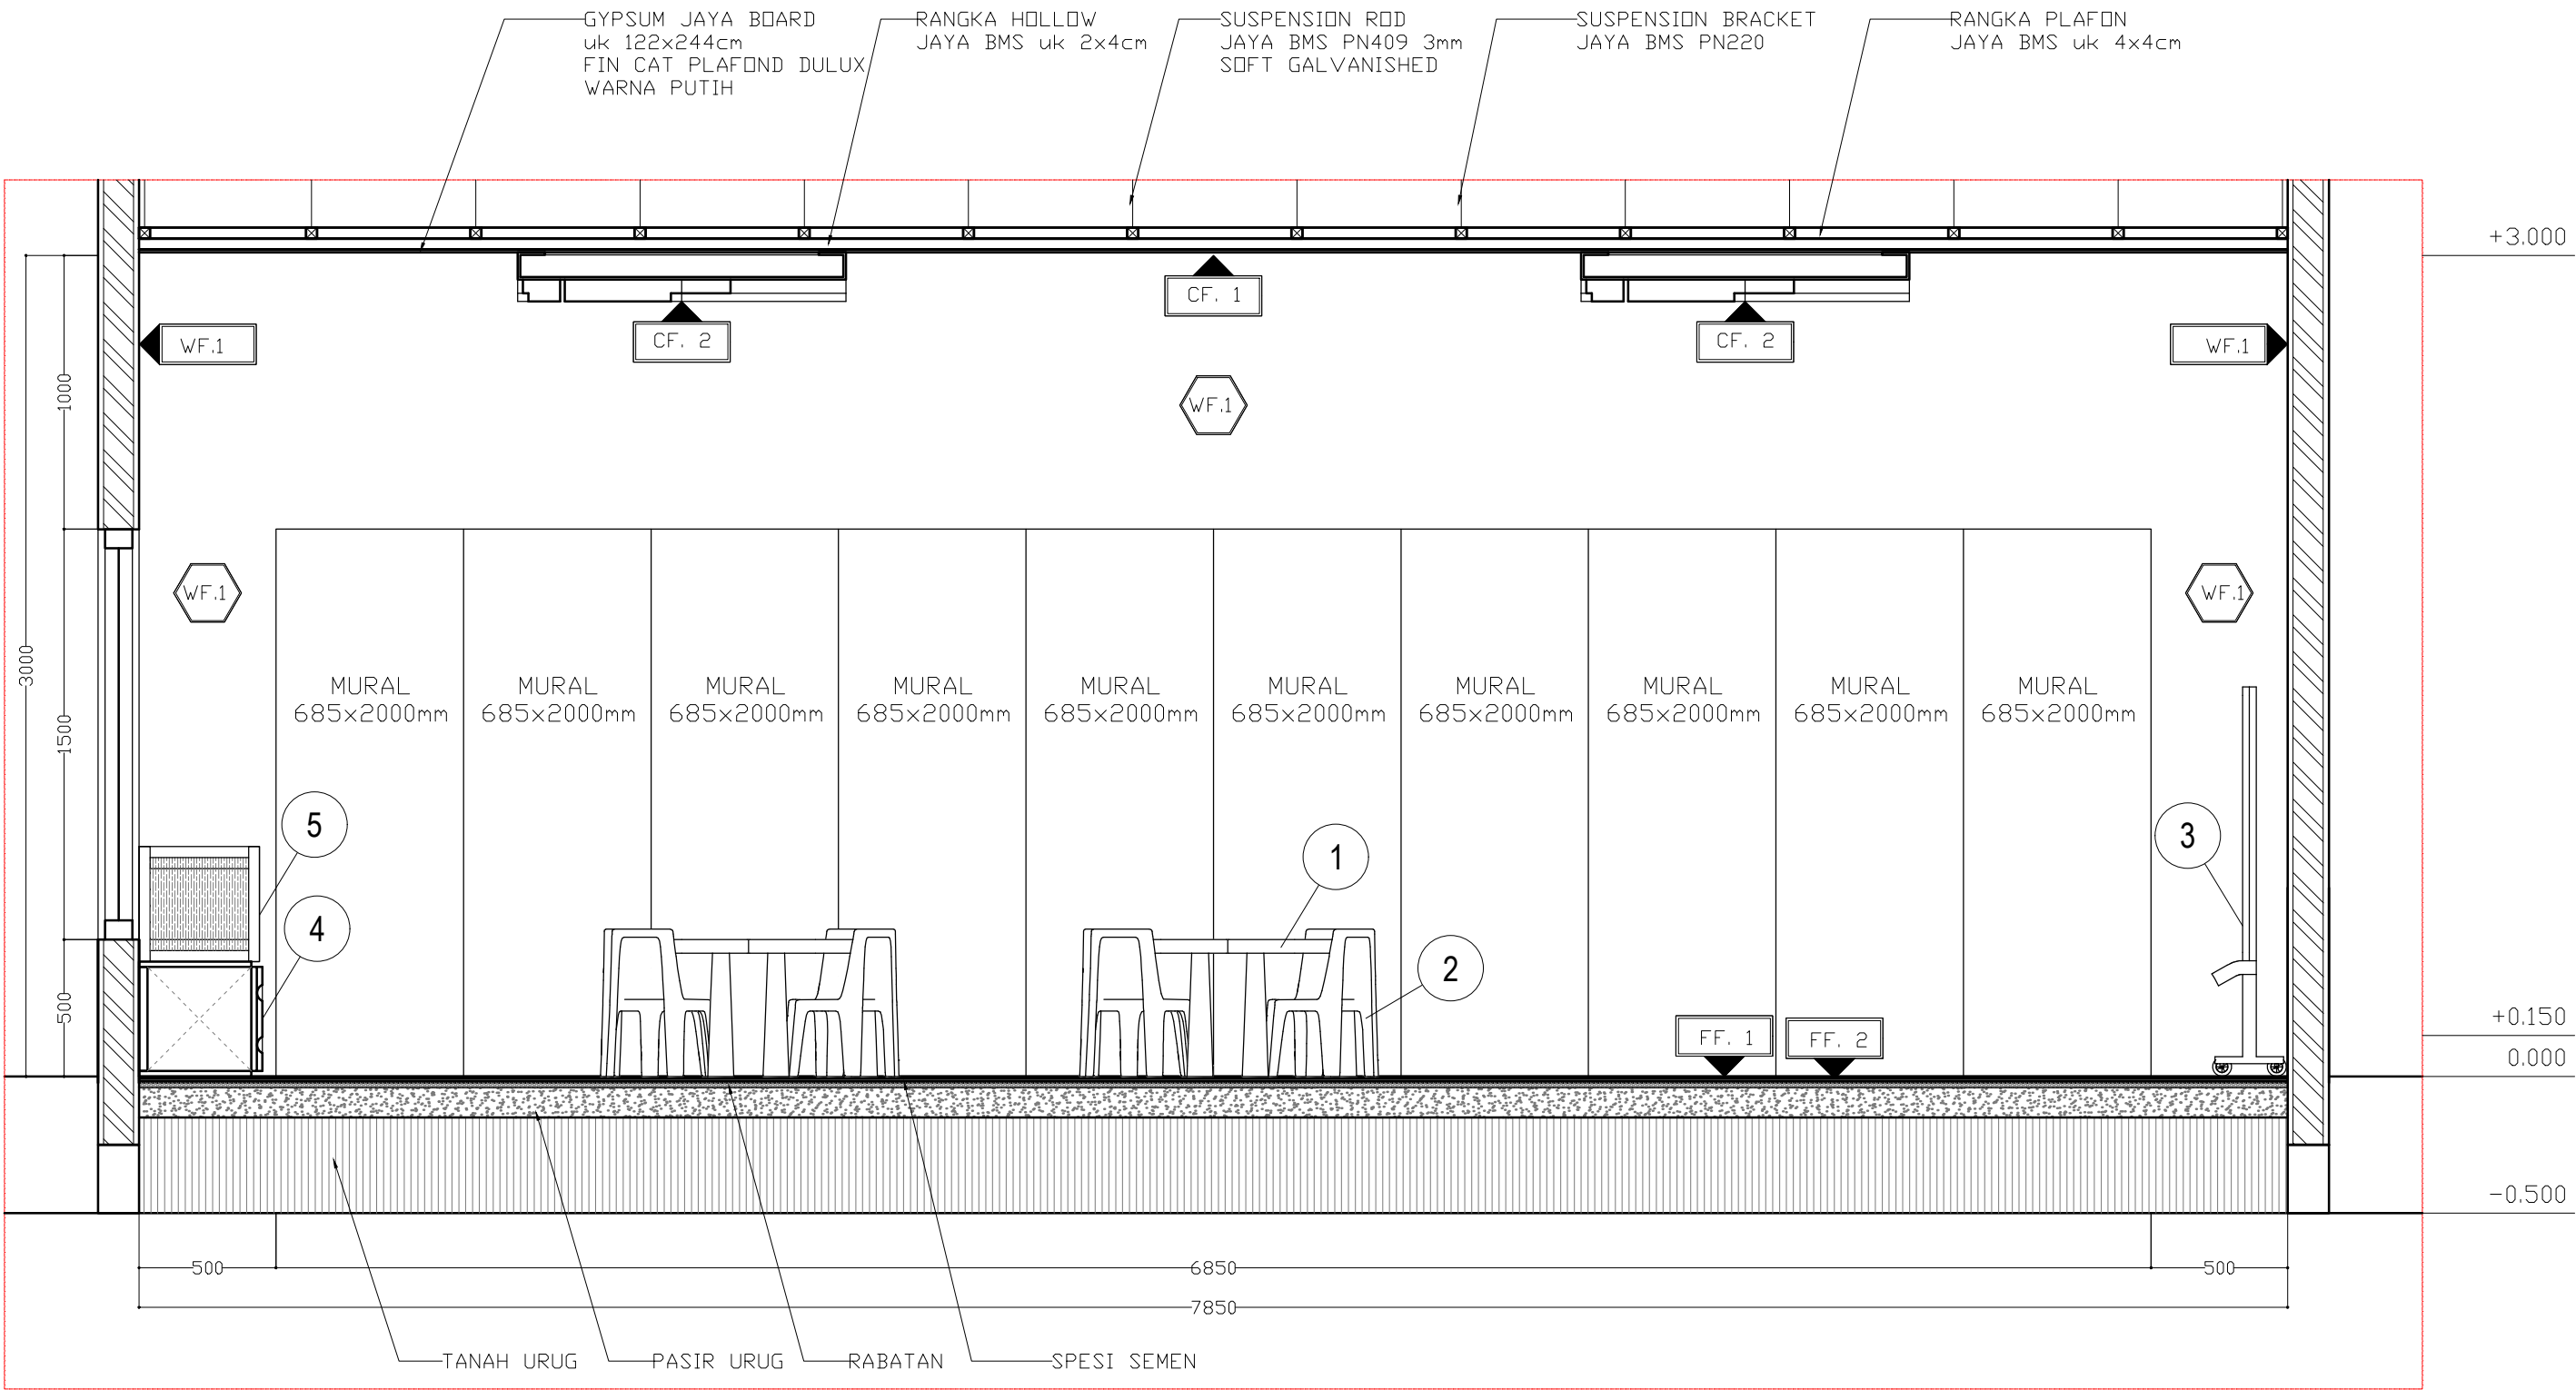 GYPSUM JAYA BOARD
uk 122x244cm
FIN CAT PLAFOND DULUX
WARNA PUTIH
RANGKA HOLLOW
JAYA BMS uk 2x4cm
SUSPENSION ROD
JAYA BMS PN409 3mm
SOFT GALVANISHED
SUSPENSION BRACKET
JAYA BMS PN220
RANGKA PLAFON
JAYA BMS uk 4x4cm
+3.000
CF. 1
WF.1
CF. 2
CF. 2
WF.1
1000
WF.1
WF.1
WF.1
3000
1500
MURAL
685x2000mm
MURAL
685x2000mm
MURAL
685x2000mm
MURAL
685x2000mm
MURAL
685x2000mm
MURAL
685x2000mm
MURAL
685x2000mm
MURAL
685x2000mm
MURAL
685x2000mm
MURAL
685x2000mm
5
1
3
4
2
500
FF. 1
FF. 2
+0.150
0.000
-0.500
500
6850
500
7850
TANAH URUG
PASIR URUG
RABATAN
SPESI SEMEN